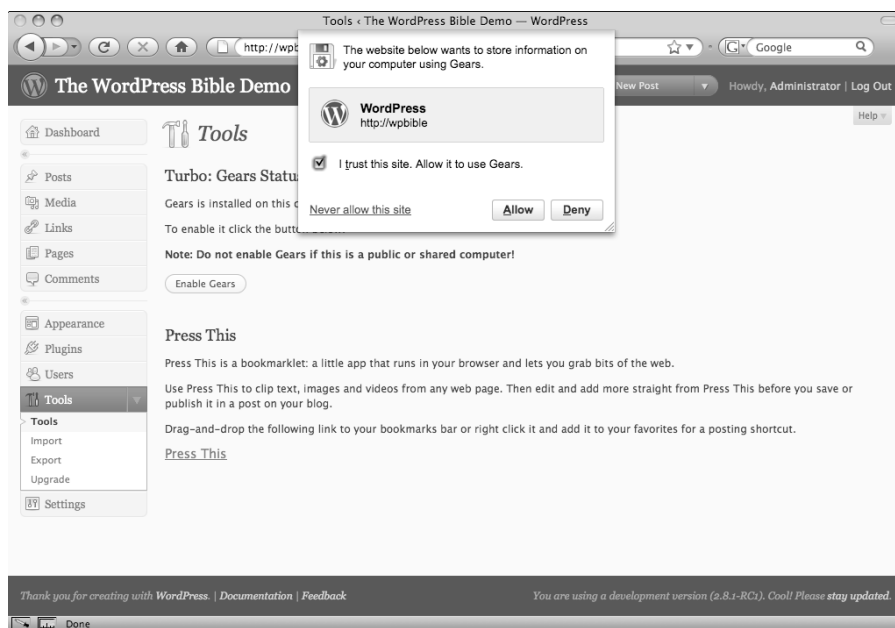 Tools ‹ The WordPress Bible Demo — WordPress
http://wpb
Google
The website below wants to store information on
your computer using Gears.
WordPress
http://wpbible
I trust this site. Allow it to use Gears.
Never allow this site
Allow
Deny
The WordPress Bible Demo
New Post
Howdy, Administrator | Log Out
Help
Dashboard
Posts
Media
Links
Pages
Comments
Appearance
Plugins
Users
Tools
Tools
Import
Export
Upgrade
Settings
Tools
Turbo: Gears Statu
Gears is installed on this c
To enable it click the
Note: Do not enable Gears if this is a public or shared computer!
Enable Gears
Press This
Press This is a bookmarklet: a little app that runs in your browser and lets you grab bits of the web.
Use Press This to clip text, images and videos from any web page. Then edit and add more straight from Press This before you save or
publish it in a post on your blog.
Drag-and-drop the following link to your bookmarks bar or right click it and add it to your favorites for a posting shortcut.
Press This
Thank you for creating with WordPress. | Documentation | Feedback
You are using a development version (2.8.1-RC1). Cool! Please stay updated.
Done